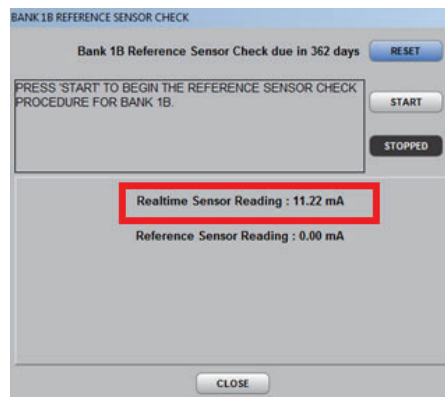 BANK 1B REFERENCE SENSOR CHECK
Bank 1B Reference Sensor Check due in 362 days
RESET
PRESS 'START' TO BEGIN THE REFERENCE SENSOR CHECK
PROCEDURE FOR BANK 1B.
START
STOPPED
Realtime Sensor Reading : 11.22 mA
Reference Sensor Reading : 0.00 mA
CLOSE